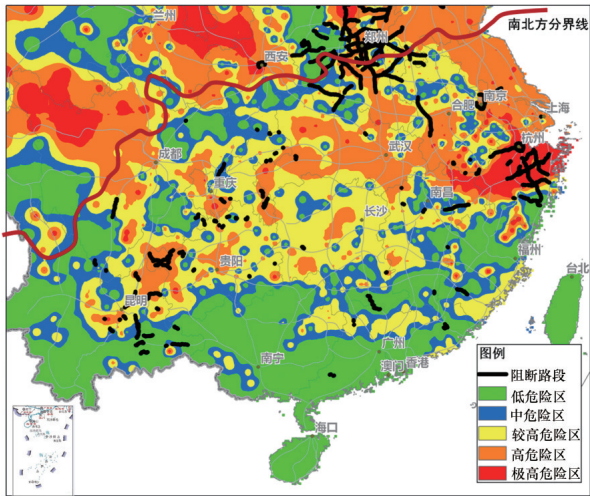 兰州
郑州
南北方分界线
西安
合肥
南京
上海
杭州
武汉
成都
重庆
南昌
长沙
贵阳
福州
台北
昆明
广州
南宁
澳门
香港
海口
图例
阻断路段
低危险区
中危险区
较高危险区
高危险区
极高危险区